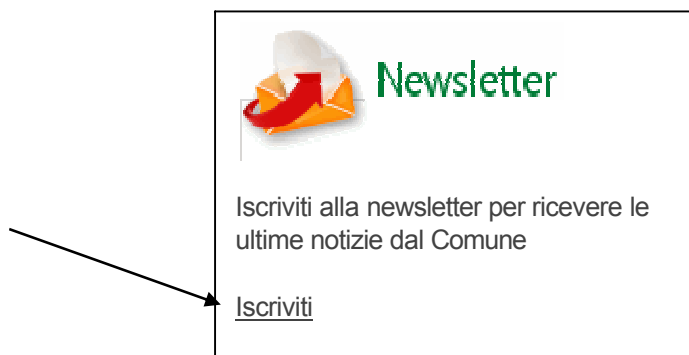 Newsletter
Iscriviti alla newsletter per ricevere le
ultime notizie dal Comune
Iscriviti